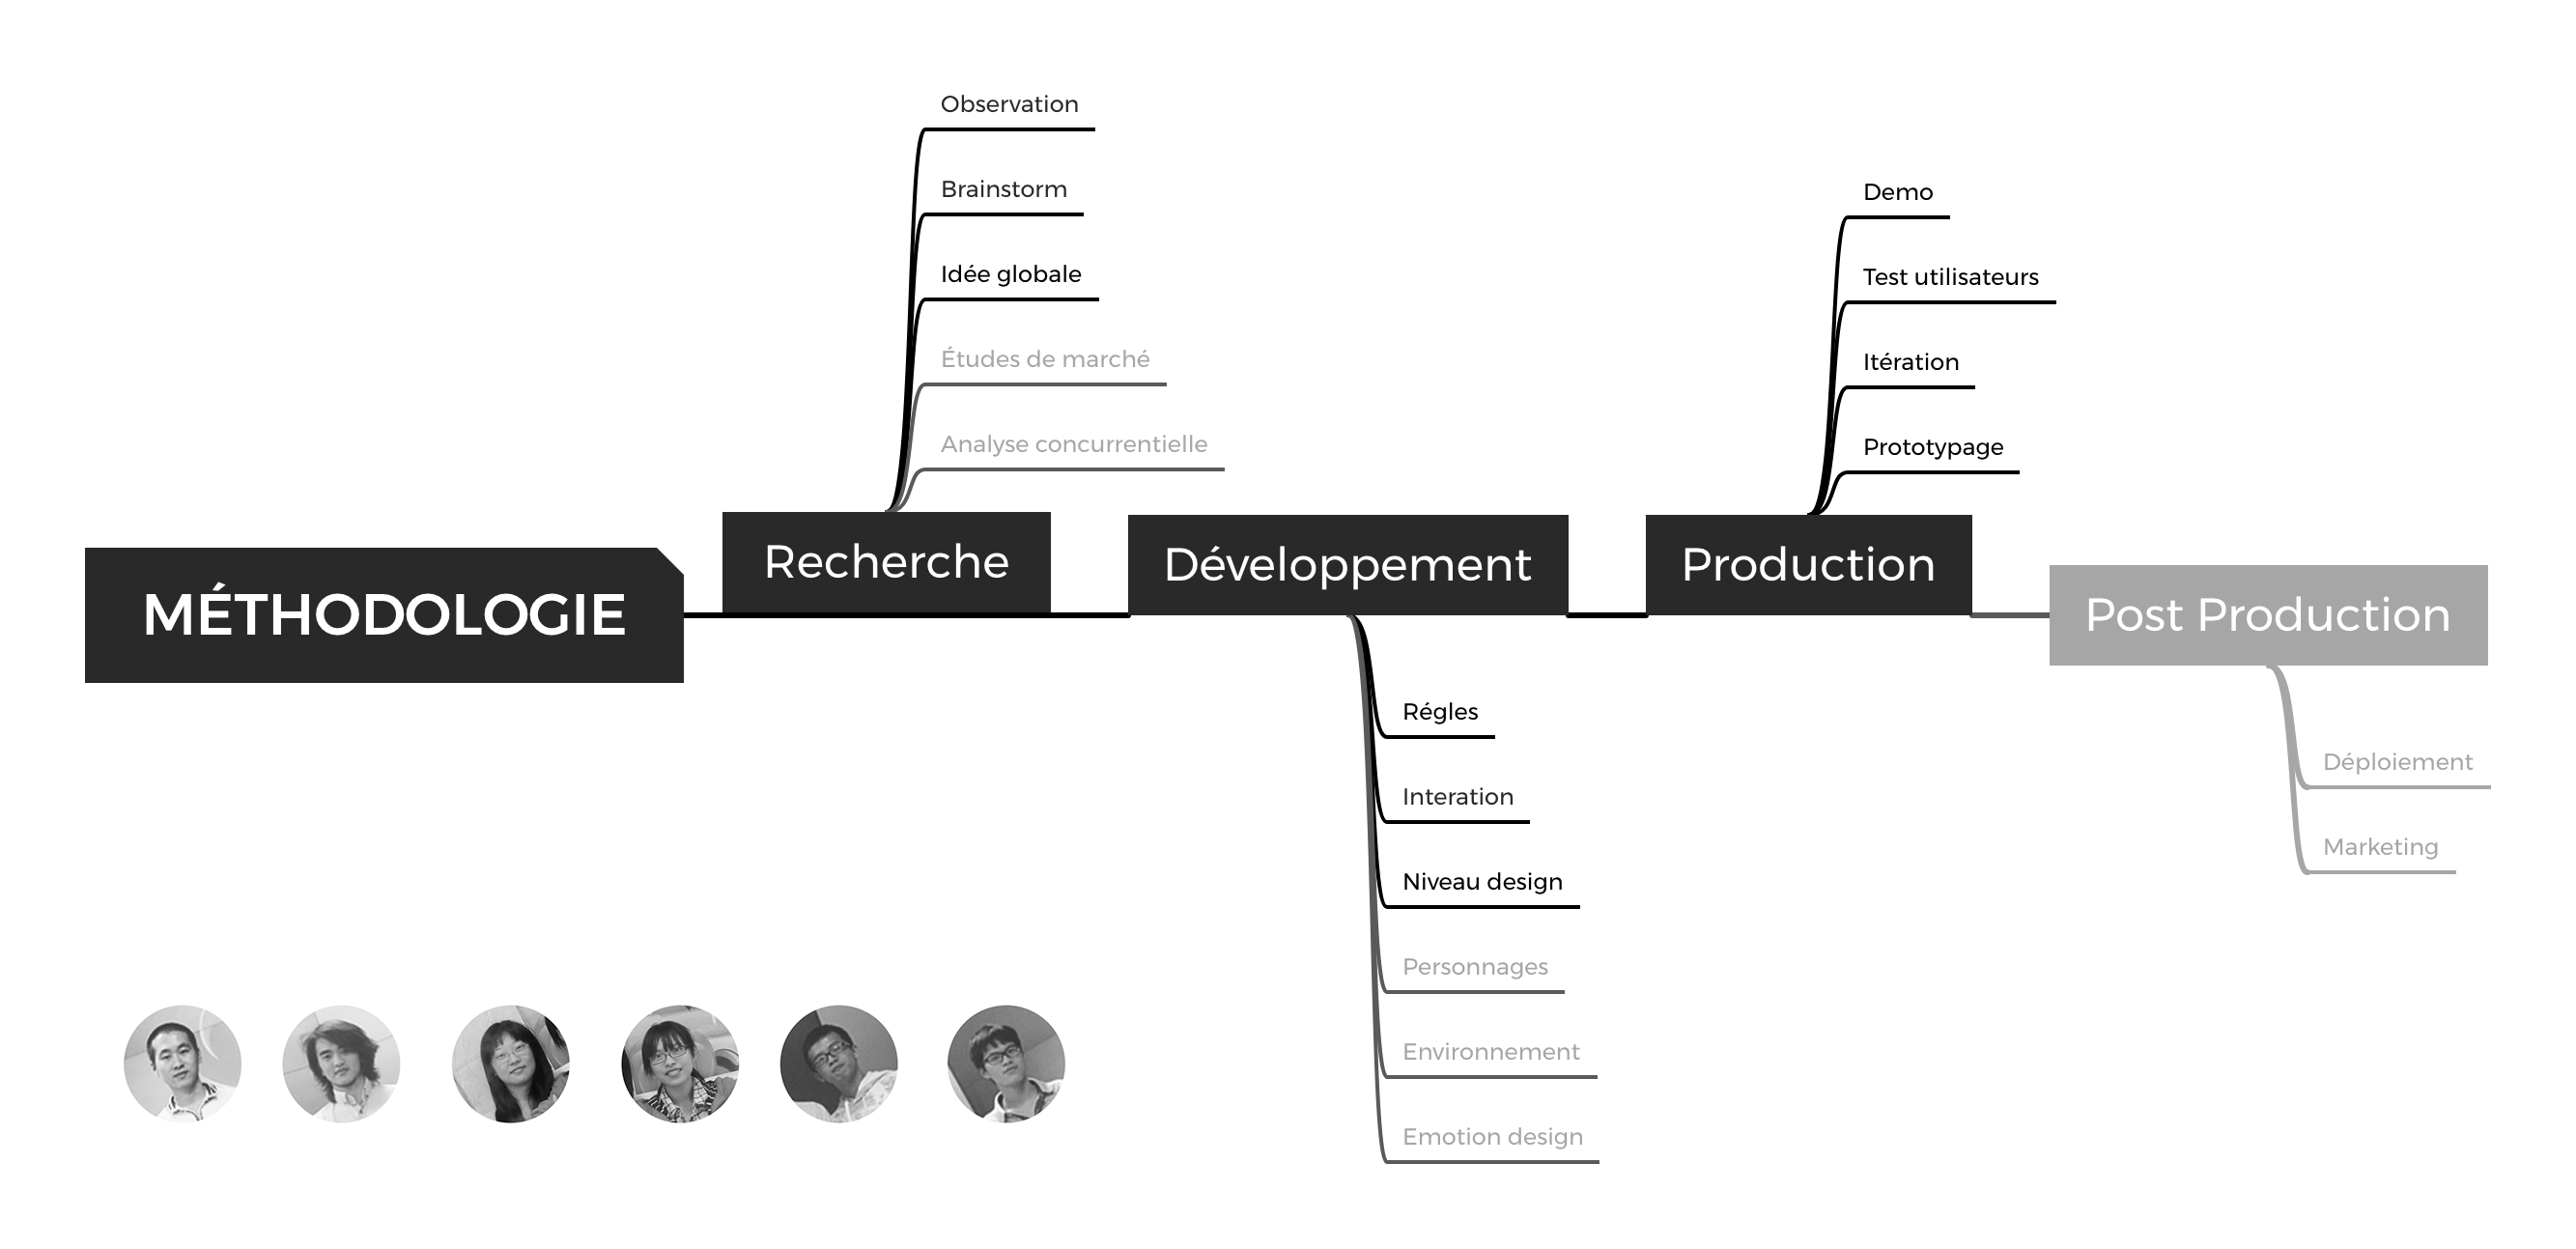 MÉTHODOLOGIE
Recherche
Observation
Brainstorm
Idée globale
Études de marché
Analyse concurrentielle
Développement
Régles
Interation
Niveau design
Personnages
Environnement
Emotion design
Production
Demo
Test utilisateurs
Itération
Prototypage
Post Production
Déploiement
Marketing